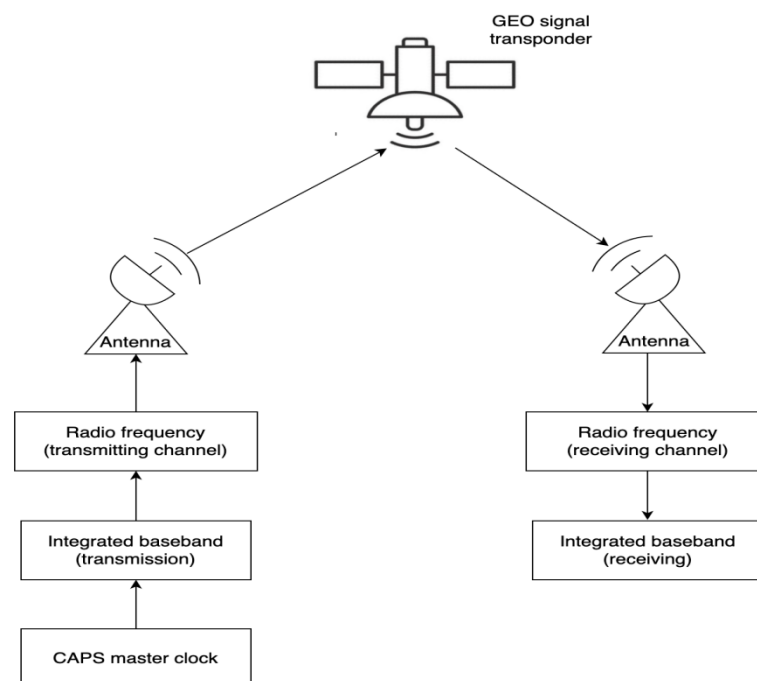 GEO signal
transponder
Antenna
Antenna
Radio frequency
(transmitting channel)
Radio frequency
(receiving channel)
Integrated baseband
(transmission)
Integrated baseband
(receiving)
CAPS master clock